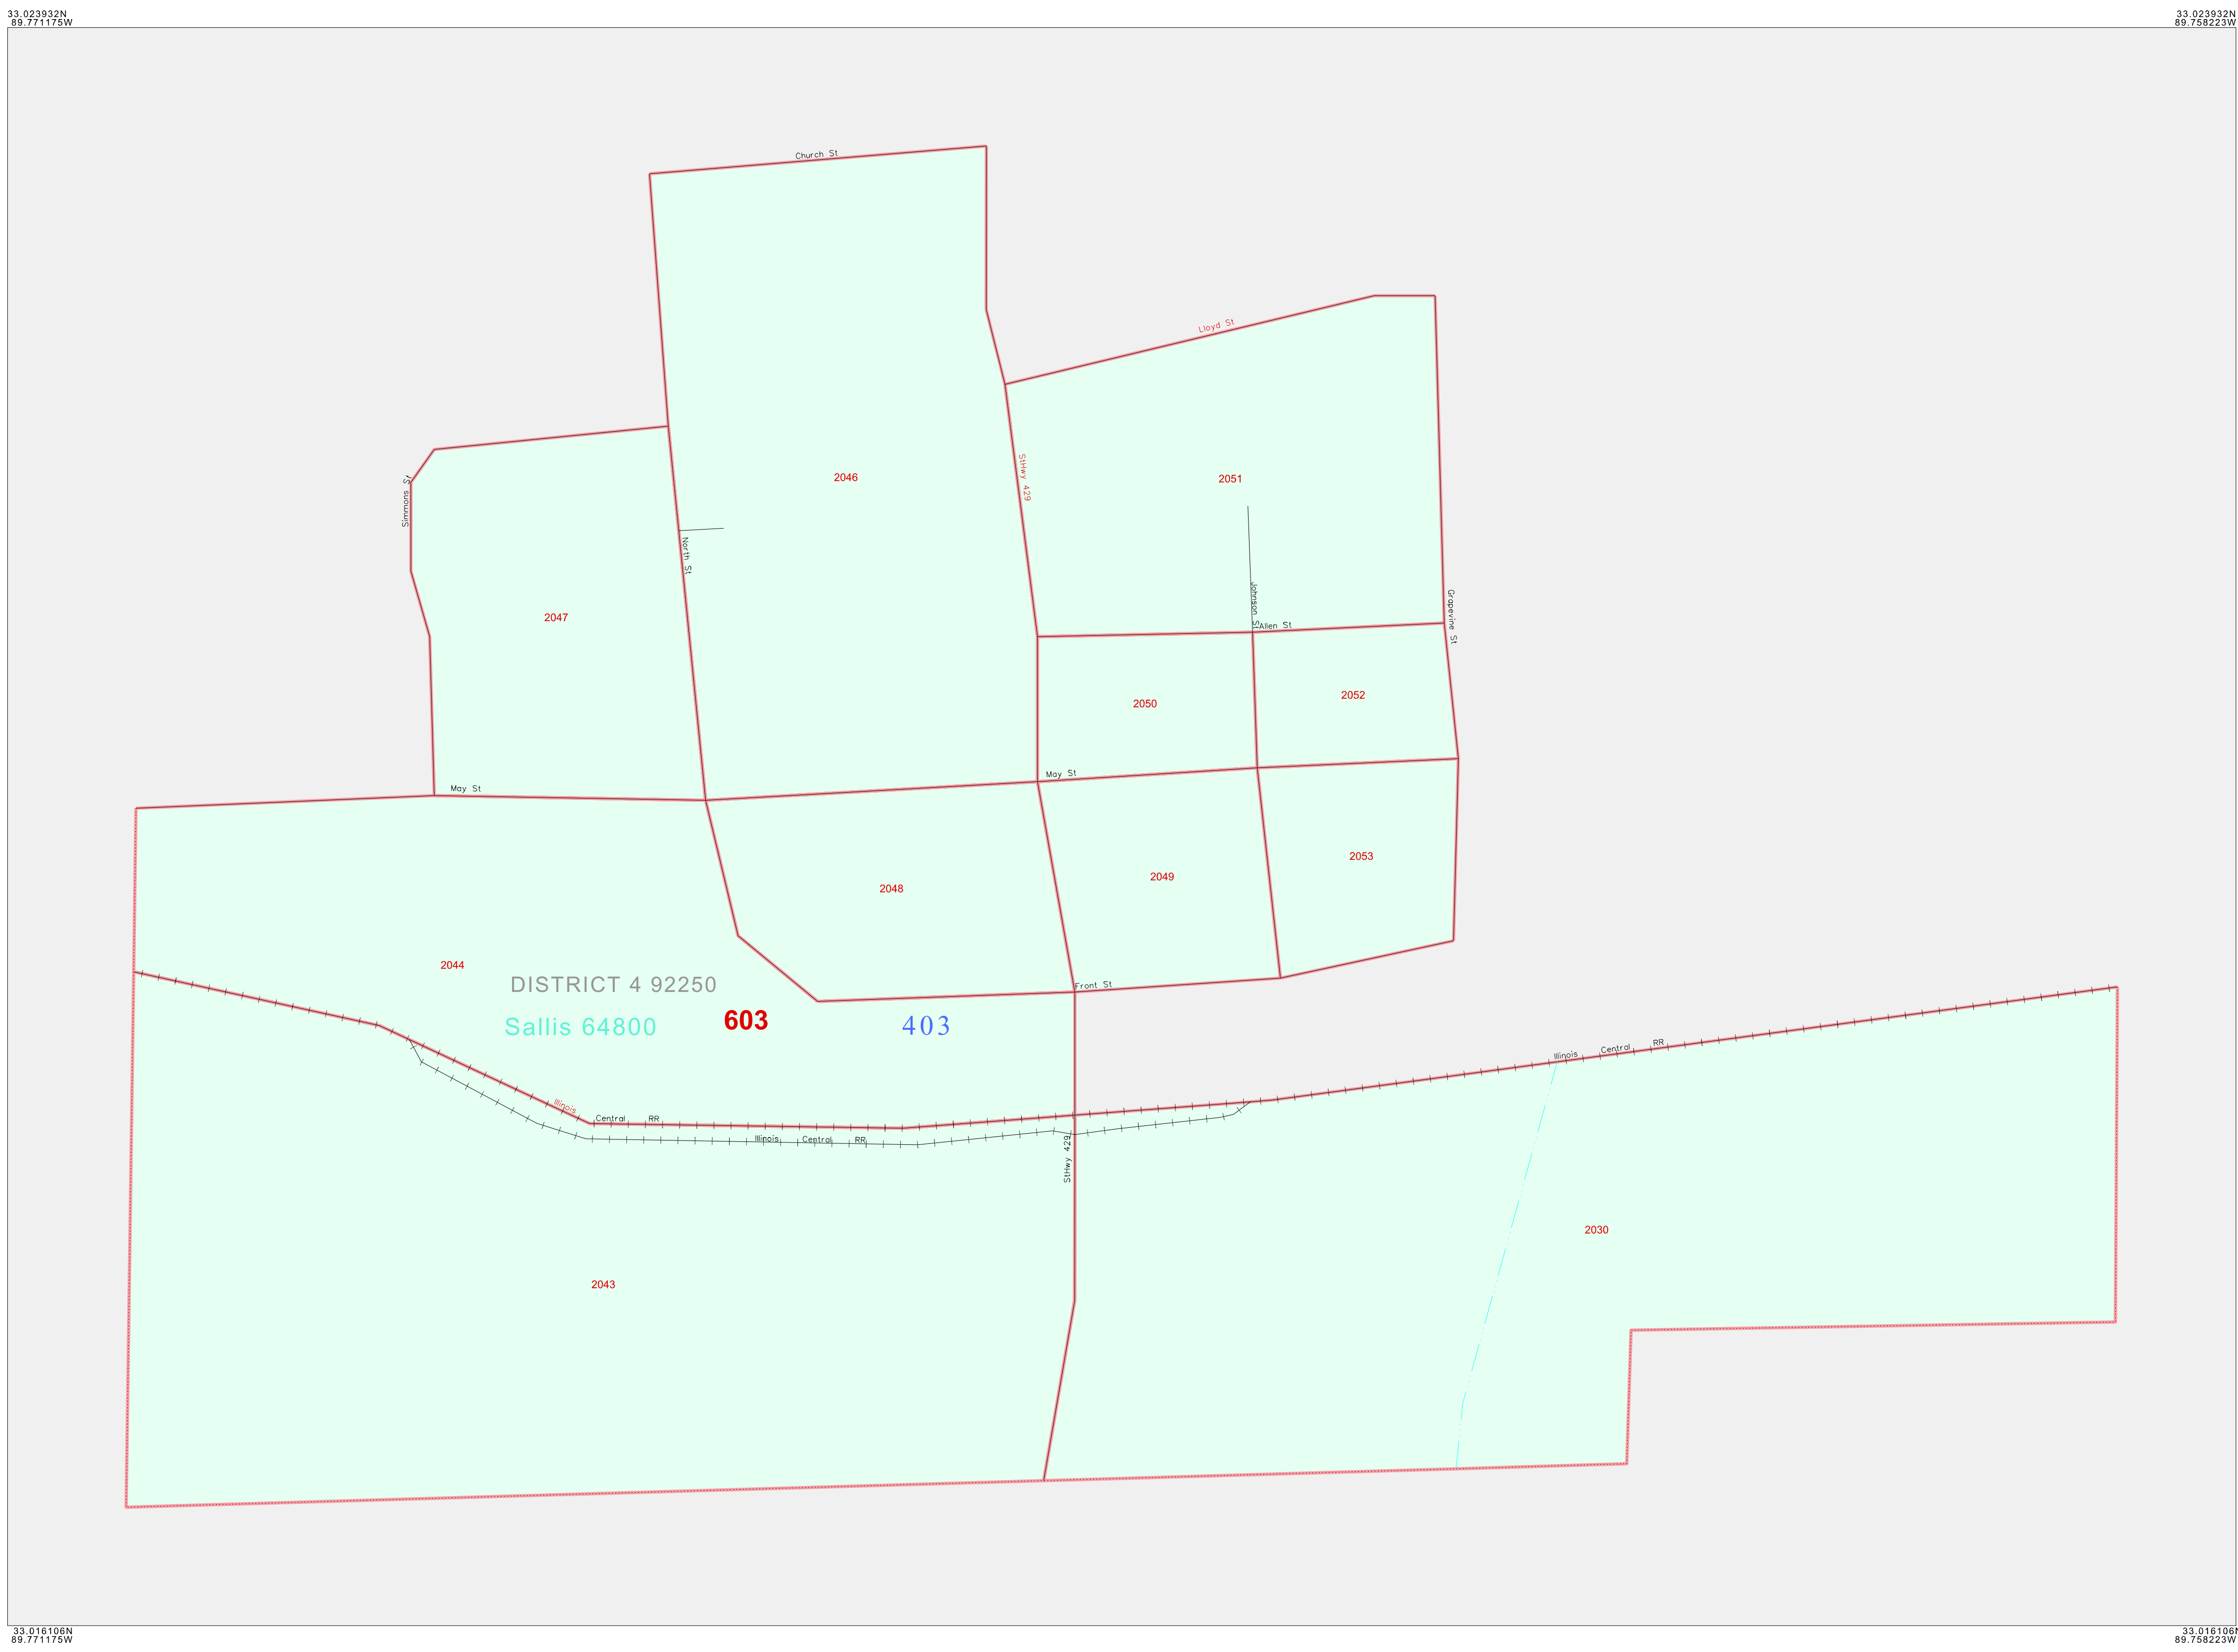 33.023932N
89.771175W
33.023932N
89.758223W
Church St
Lloyd St
2046
StHwy 429
2051
Simmons St
North St
2047
Johnson St
Allen St
Grapevine St
2050
2052
May St
May St
2053
2049
2048
2044
DISTRICT 4 92250
Front St
Sallis 64800
603
403
Illinois Central RR
Illinois Central RR
Illinois Central RR
StHwy 429
2030
2043
33.016106N
89.771175W
33.016106
89.758223W